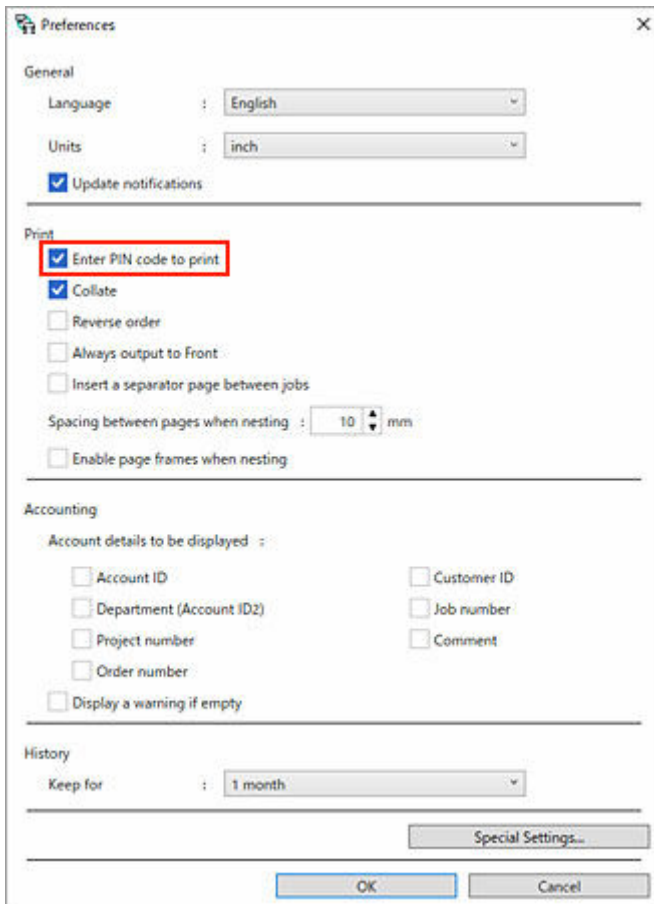 Preferences
General
Language : English
Units : inch
Update notifications
Print
Enter PIN code to print
Collate
Reverse order
Always output to Front
Insert a separator page between jobs
Spacing between pages when nesting : 10 mm
Enable page frames when nesting
Accounting
Account details to be displayed :
Account ID Customer ID
Department (Account ID2) Job number
Project number Comment
Order number
Display a warning if empty
History
Keep for : 1 month
Special Settings...
OK Cancel